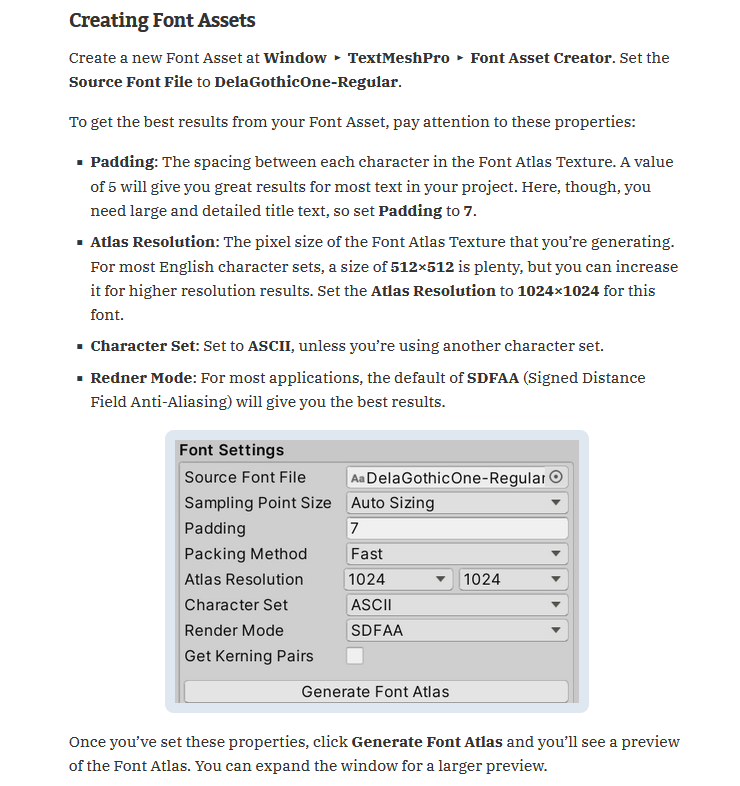 Creating Font Assets
Create a new Font Asset at Window ▸ TextMeshPro ▸ Font Asset Creator. Set the
Source Font File to DelaGothicOne-Regular.
To get the best results from your Font Asset, pay attention to these properties:
▪ Padding: The spacing between each character in the Font Atlas Texture. A value
of 5 will give you great results for most text in your project. Here, though, you
need large and detailed title text, so set Padding to 7.
▪ Atlas Resolution: The pixel size of the Font Atlas Texture that you’re generating.
For most English character sets, a size of 512×512 is plenty, but you can increase
it for higher resolution results. Set the Atlas Resolution to 1024×1024 for this
font.
▪ Character Set: Set to ASCII, unless you’re using another character set.
▪ Redner Mode: For most applications, the default of SDFAA (Signed Distance
Field Anti-Aliasing) will give you the best results.
Font Settings
Source Font File Aa DelaGothicOne-Regular
Sampling Point Size Auto Sizing
Padding 7
Packing Method Fast
Atlas Resolution 1024 1024
Character Set ASCII
Render Mode SDFAA
Get Kerning Pairs
Generate Font Atlas
Once you’ve set these properties, click Generate Font Atlas and you’ll see a preview
of the Font Atlas. You can expand the window for a larger preview.